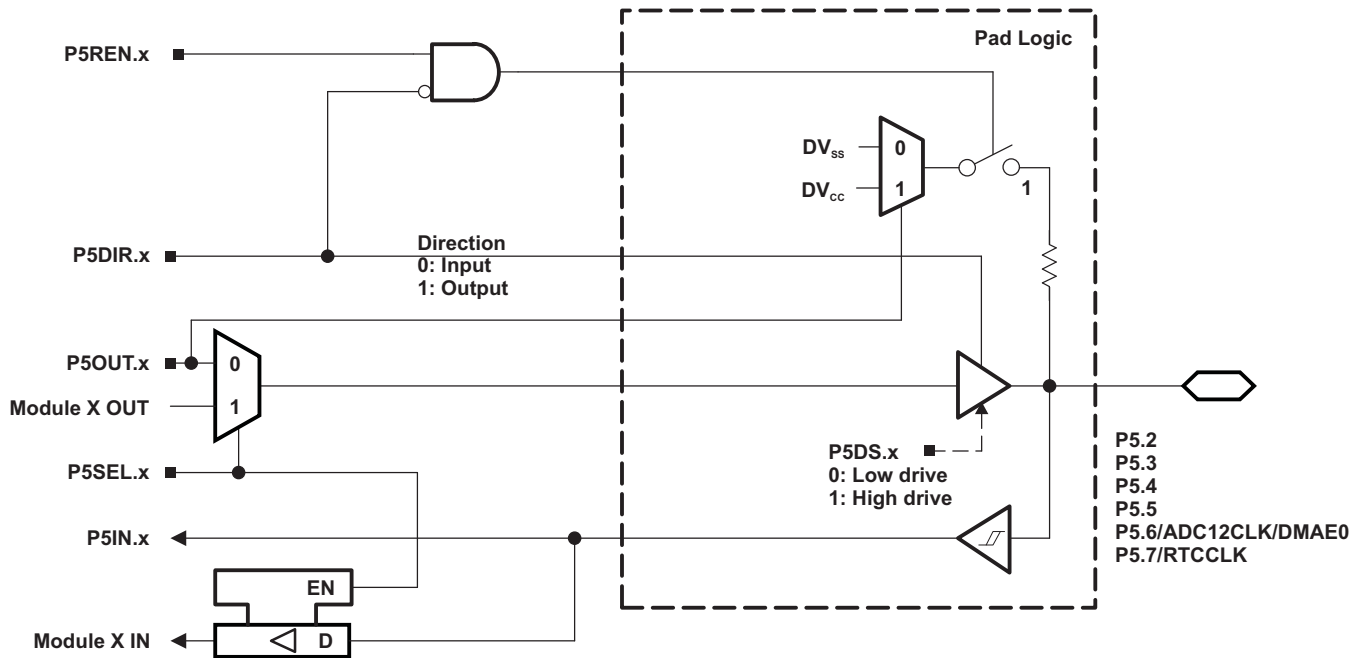 Pad Logic
P5REN.x
DVSS
0
DVCC
1
1
P5DIR.x
Direction
0: Input
1: Output
P5OUT.x
0
Module X OUT
1
P5SEL.x
P5DS.x
0: Low drive
1: High drive
P5.2
P5.3
P5.4
P5.5
P5.6/ADC12CLK/DMAE0
P5.7/RTCCLK
P5IN.x
EN
Module X IN
D